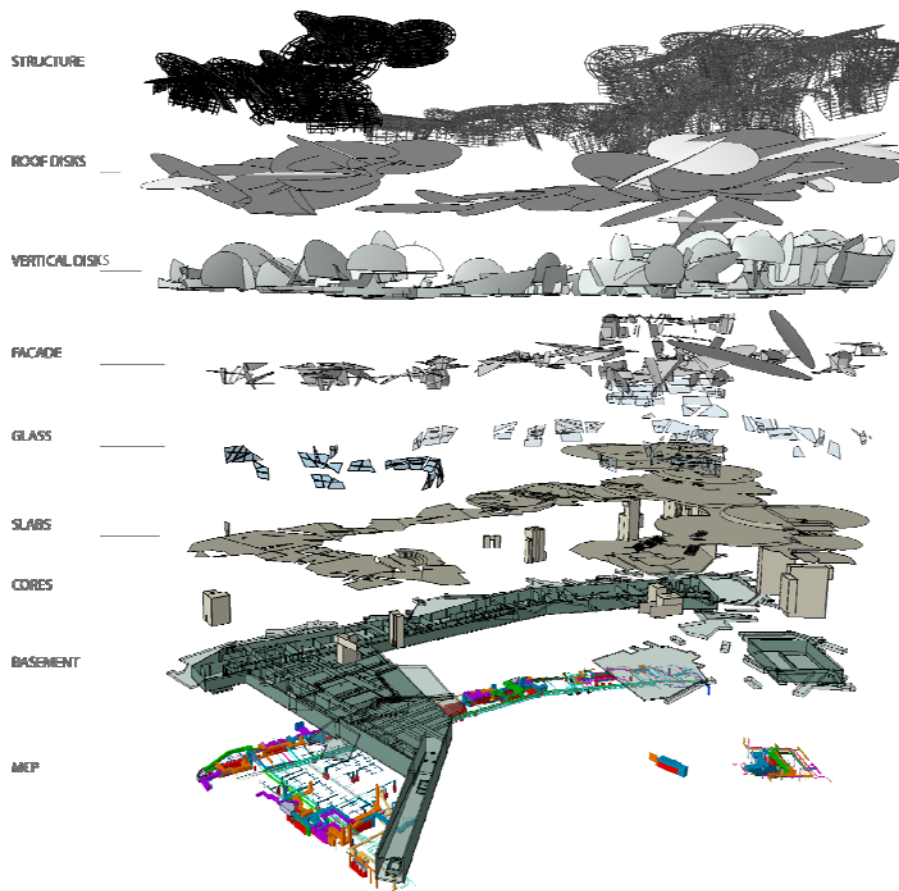 STRUCTURE
ROOF DISKS
VERTICAL DISKS
FACADE
GLASS
SLABS
CORES
BASEMENT
MEP